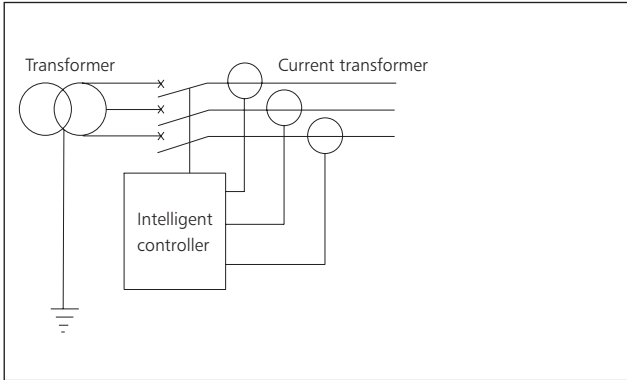 Transformer
Current transformer
Intelligent
controller